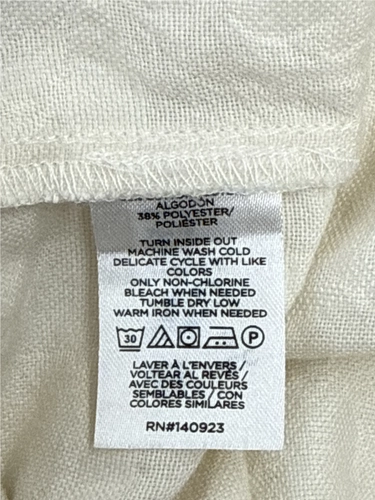 ALGODÓN
38% POLYESTER/
POLIÉSTER
TURN INSIDE OUT
MACHINE WASH COLD
DELICATE CYCLE WITH LIKE
COLORS
ONLY NON-CHLORINE
BLEACH WHEN NEEDED
TUMBLE DRY LOW
WARM IRON WHEN NEEDED
30 P
LAVER À L'ENVERS /
VOLTEAR AL REVÉS /
AVEC DES COULEURS
SEMBLABLES / CON
COLORES SIMILARES
RN#140923